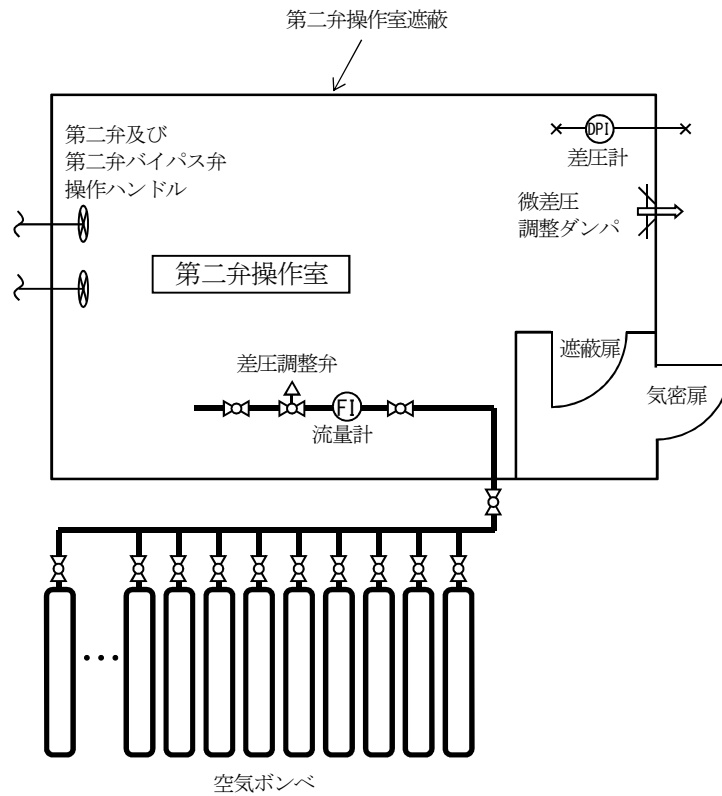 第二弁操作室遮蔽
第二弁及び
第二弁バイパス弁
操作ハンドル
DPI
差圧計
微差圧
調整ダンパ
第二弁操作室
遮蔽扉
気密扉
差圧調整弁
FI
流量計
空気ボンベ